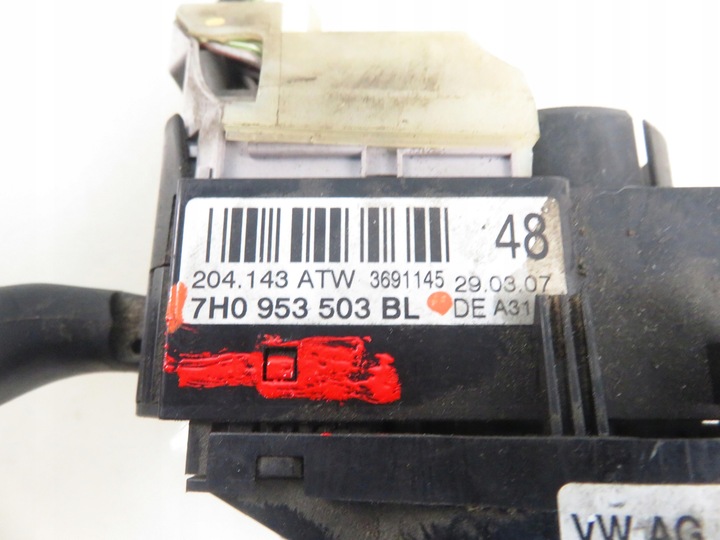 48
204.143 ATW 3691145 29.03.07
7H0 953 503 BL DE A31
VW AG